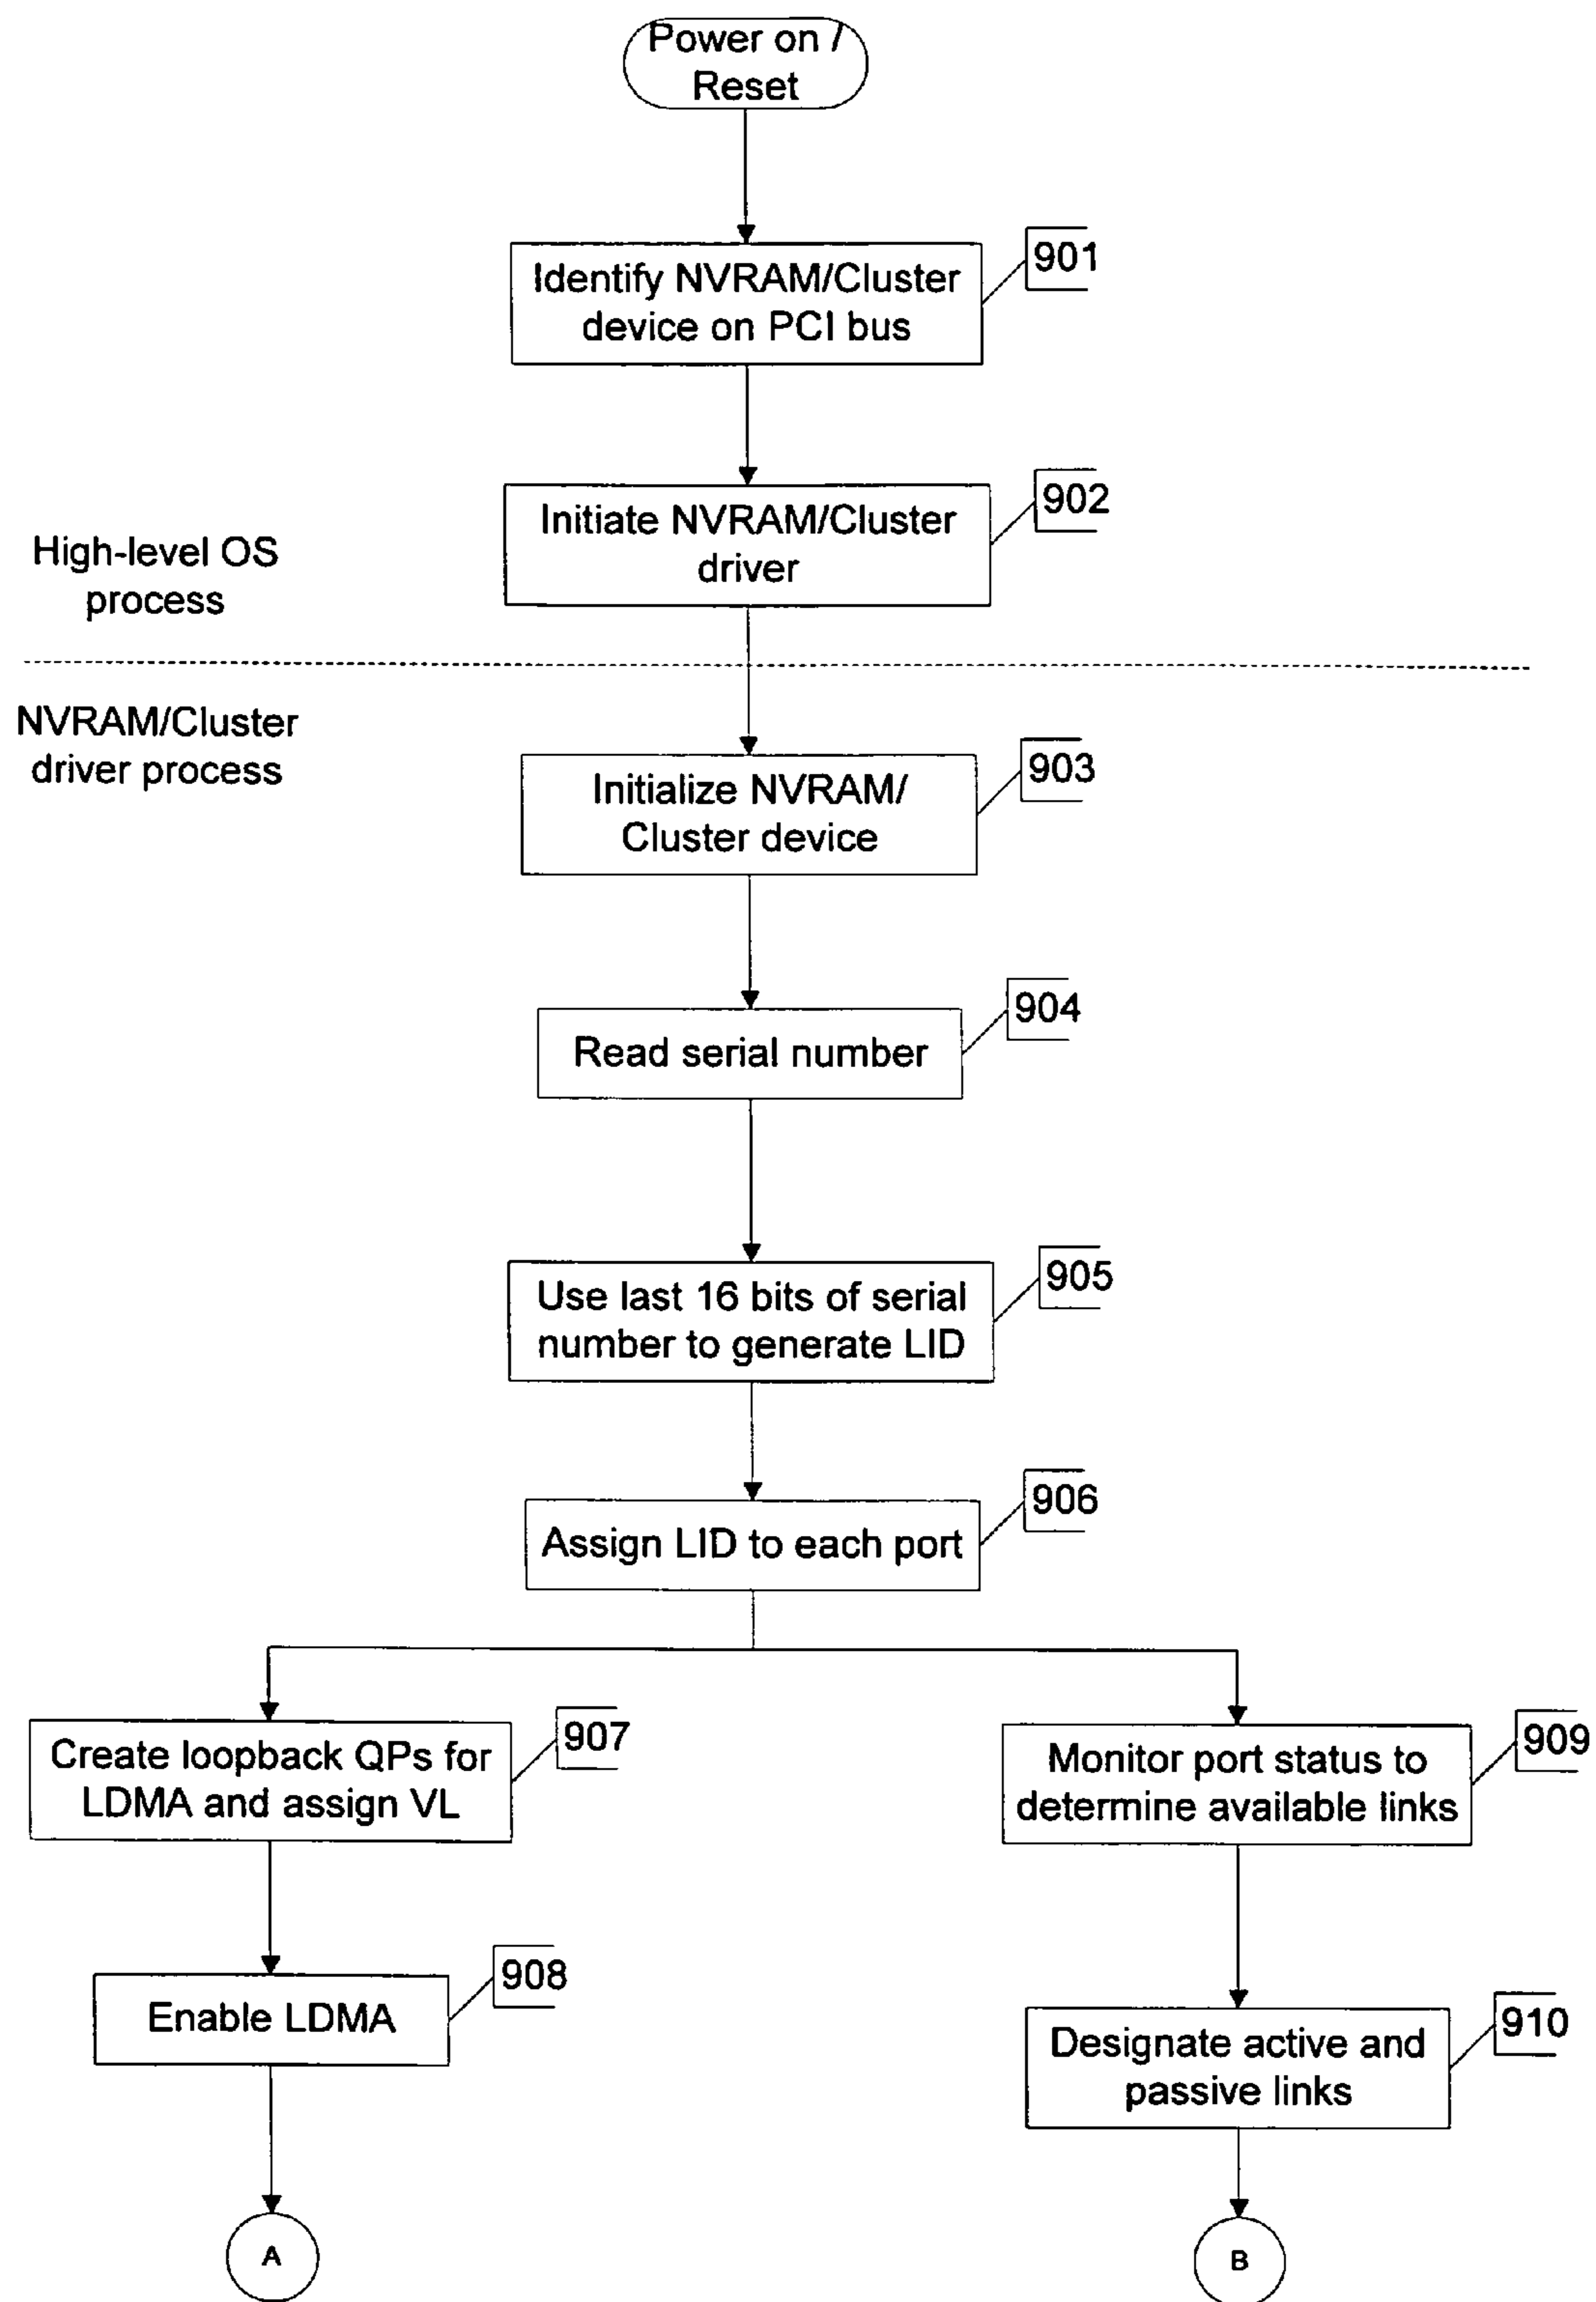 Power on /
Reset
Identify NVRAM/Cluster
device on PCI bus
901
Initiate NVRAM/Cluster
driver
902
High-level OS
process
NVRAM/Cluster
driver process
Initialize NVRAM/
Cluster device
903
Read serial number
904
Use last 16 bits of serial
number to generate LID
905
Assign LID to each port
906
Create loopback QPs for
LDMA and assign VL
907
Enable LDMA
908
A
Monitor port status to
determine available links
909
Designate active and
passive links
910
B